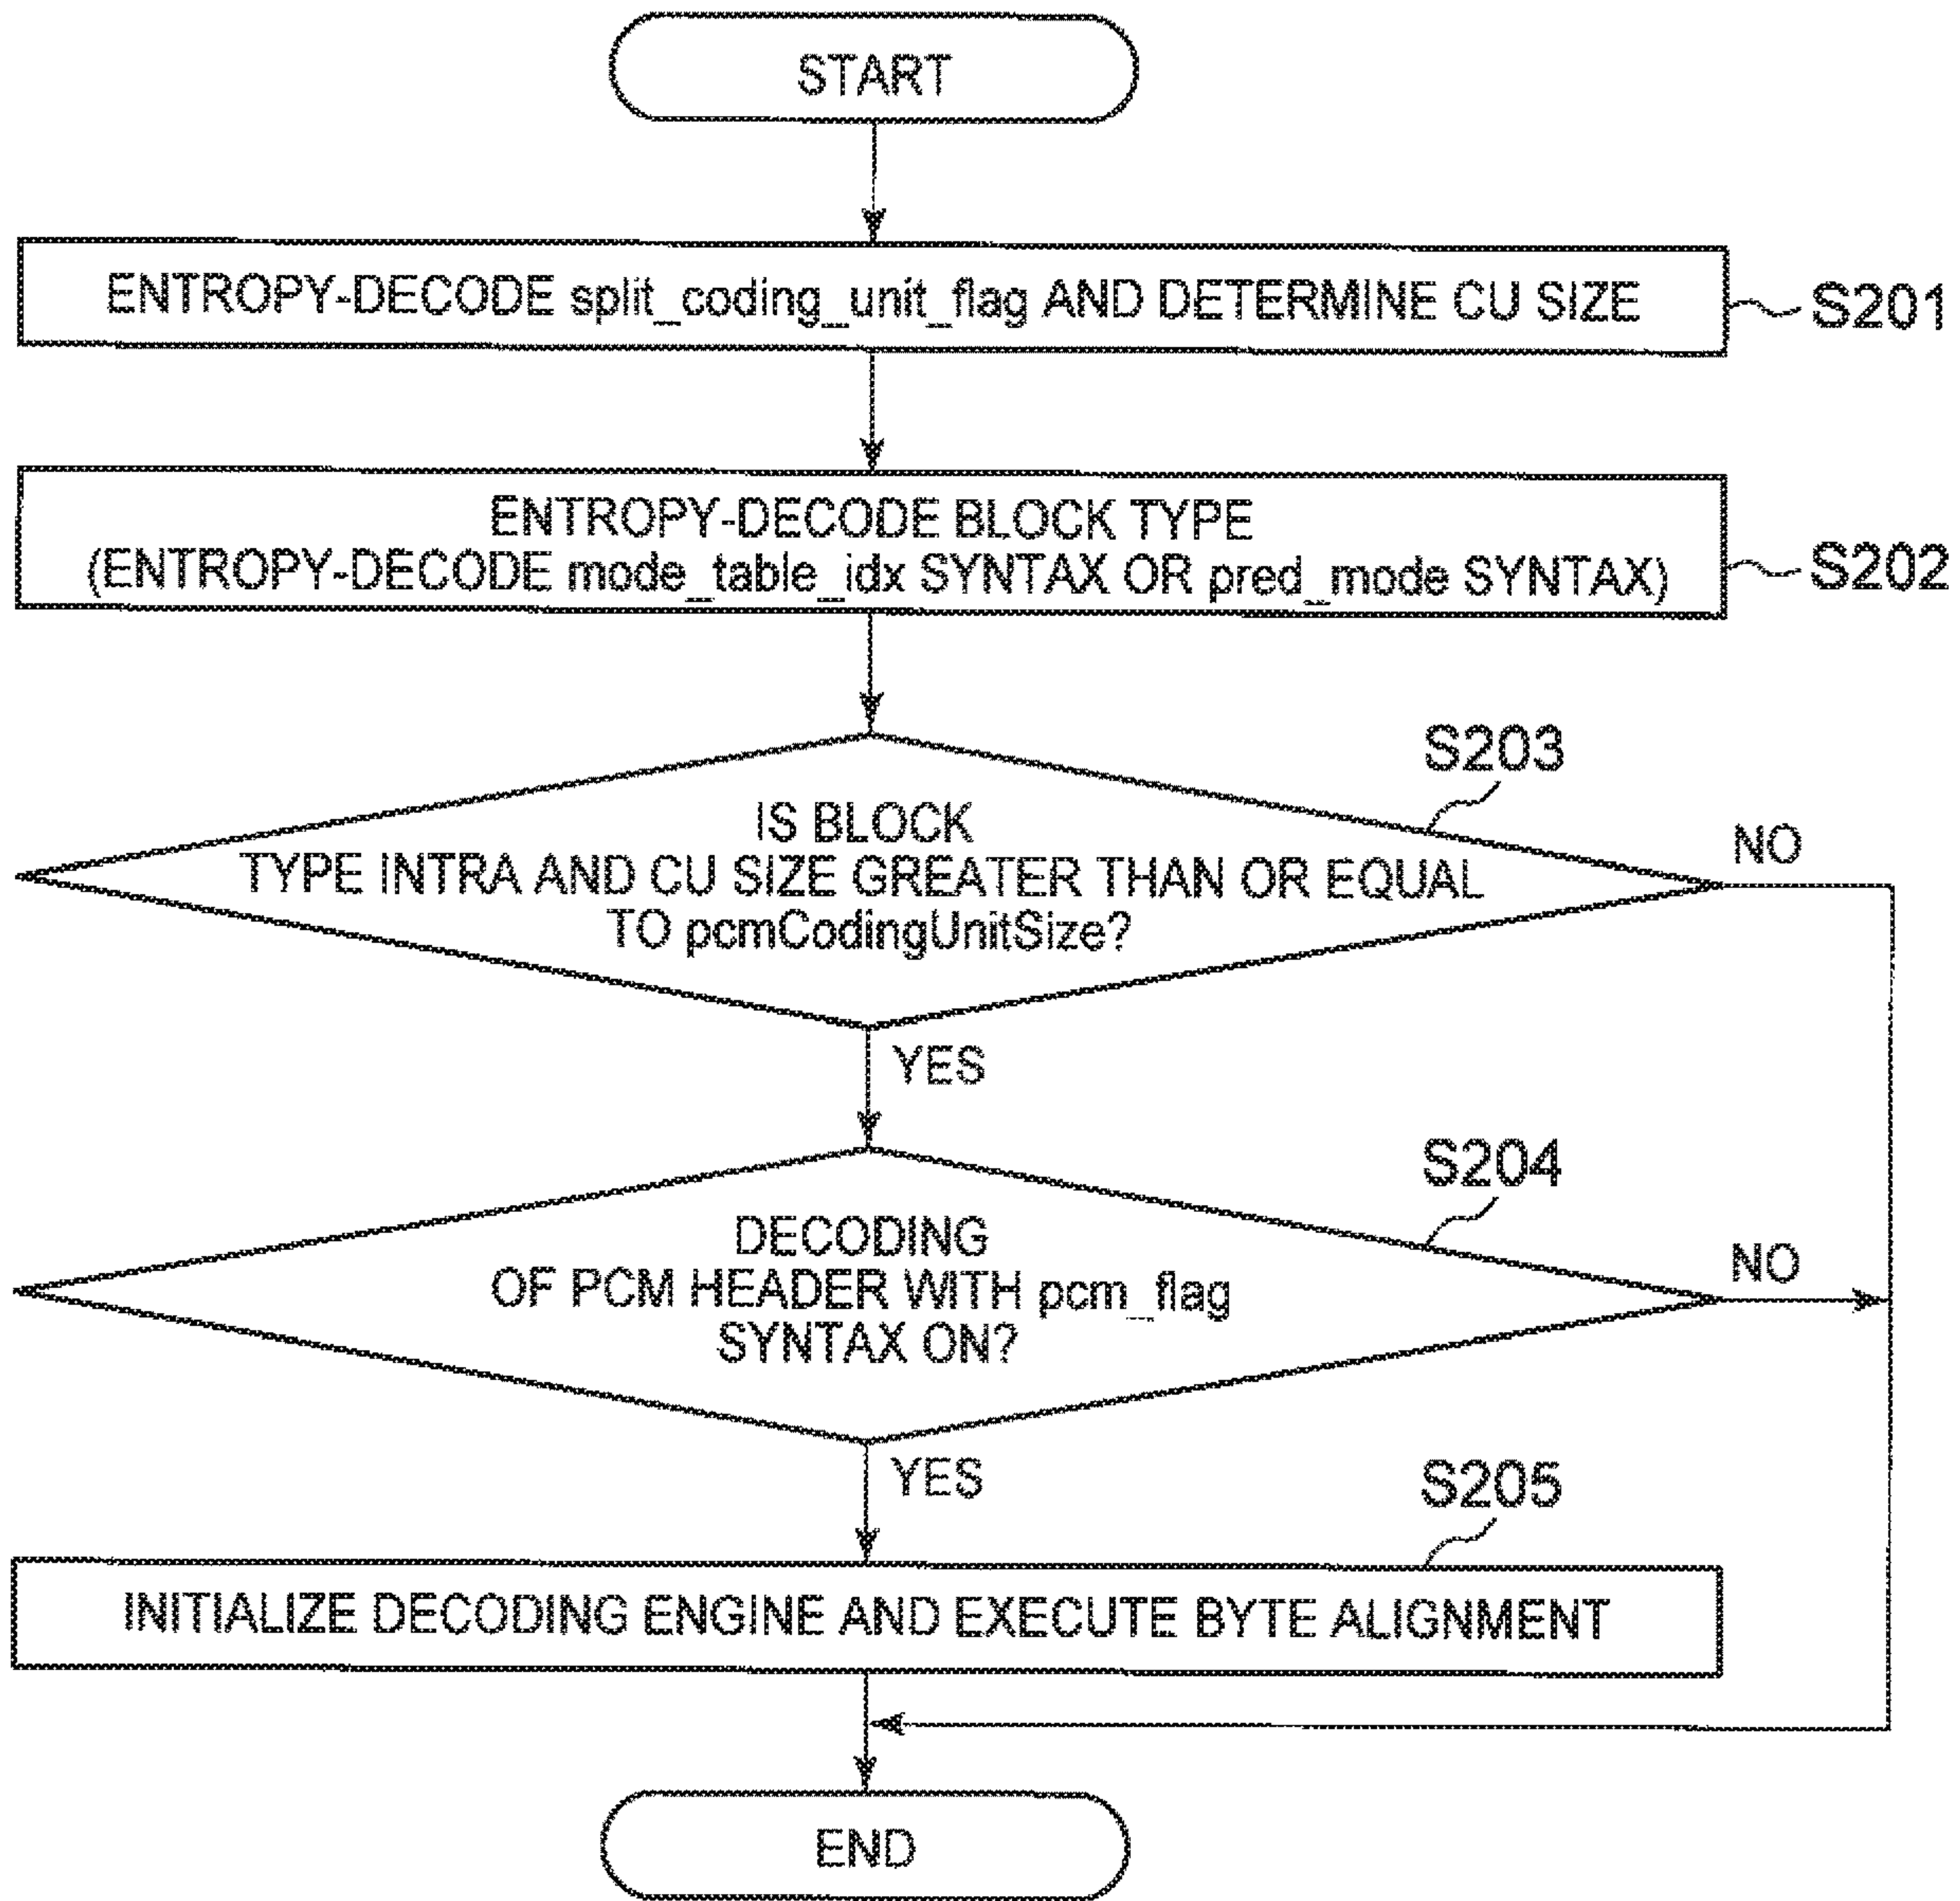 START
ENTROPY-DECODE split_coding_unit_flag AND DETERMINE CU SIZE
S201
ENTROPY-DECODE BLOCK TYPE
(ENTROPY-DECODE mode_table_idx SYNTAX OR pred_mode SYNTAX)
S202
S203
IS BLOCK
TYPE INTRA AND CU SIZE GREATER THAN OR EQUAL
TO pcmCodingUnitSize?
NO
YES
S204
DECODING
OF PCM HEADER WITH pcm_flag
SYNTAX ON?
NO
YES
S205
INITIALIZE DECODING ENGINE AND EXECUTE BYTE ALIGNMENT
END